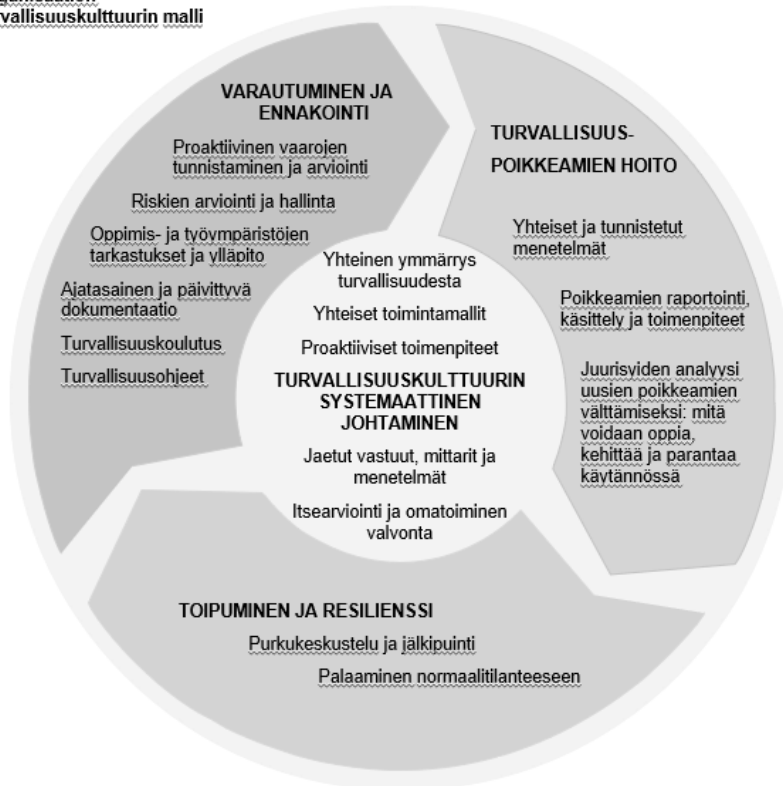 vallisuuskulttuurin malli
VARAUTUMINEN JA
ENNAKOINTI
Proaktiivinen vaarojen
tunnistaminen ja arviointi
Riskien arviointi ja hallinta
Oppimis- ja työympäristöjen
tarkastukset ja ylläpito
Ajatasainen ja päivittyvä
dokumentaatio
Turvallisuuskoulutus
Turvallisuusohjeet
TURVALLISUUS-
POIKKEAMIEN HOITO
Yhteiset ja tunnistetut
menetelmät
Poikkeamien raportointi,
käsittely ja toimenpiteet
Juurisyiden analyysi
uusien poikkeamien
välttämiseksi: mitä
voidaan oppia,
kehittää ja parantaa
käytännössä
Yhteinen ymmärrys
turvallisuudesta
Yhteiset toimintamallit
Proaktiiviset toimenpiteet
TURVALLISUUSKULTTUURIN
SYSTEMAATTINEN
JOHTAMINEN
Jaetut vastuut, mittarit ja
menetelmät
Itsearviointi ja omatoiminen
valvonta
TOIPUMINEN JA RESILIENSSI
Purkukeskustelu ja jälkipuinti
Palaaminen normaalitilanteeseen